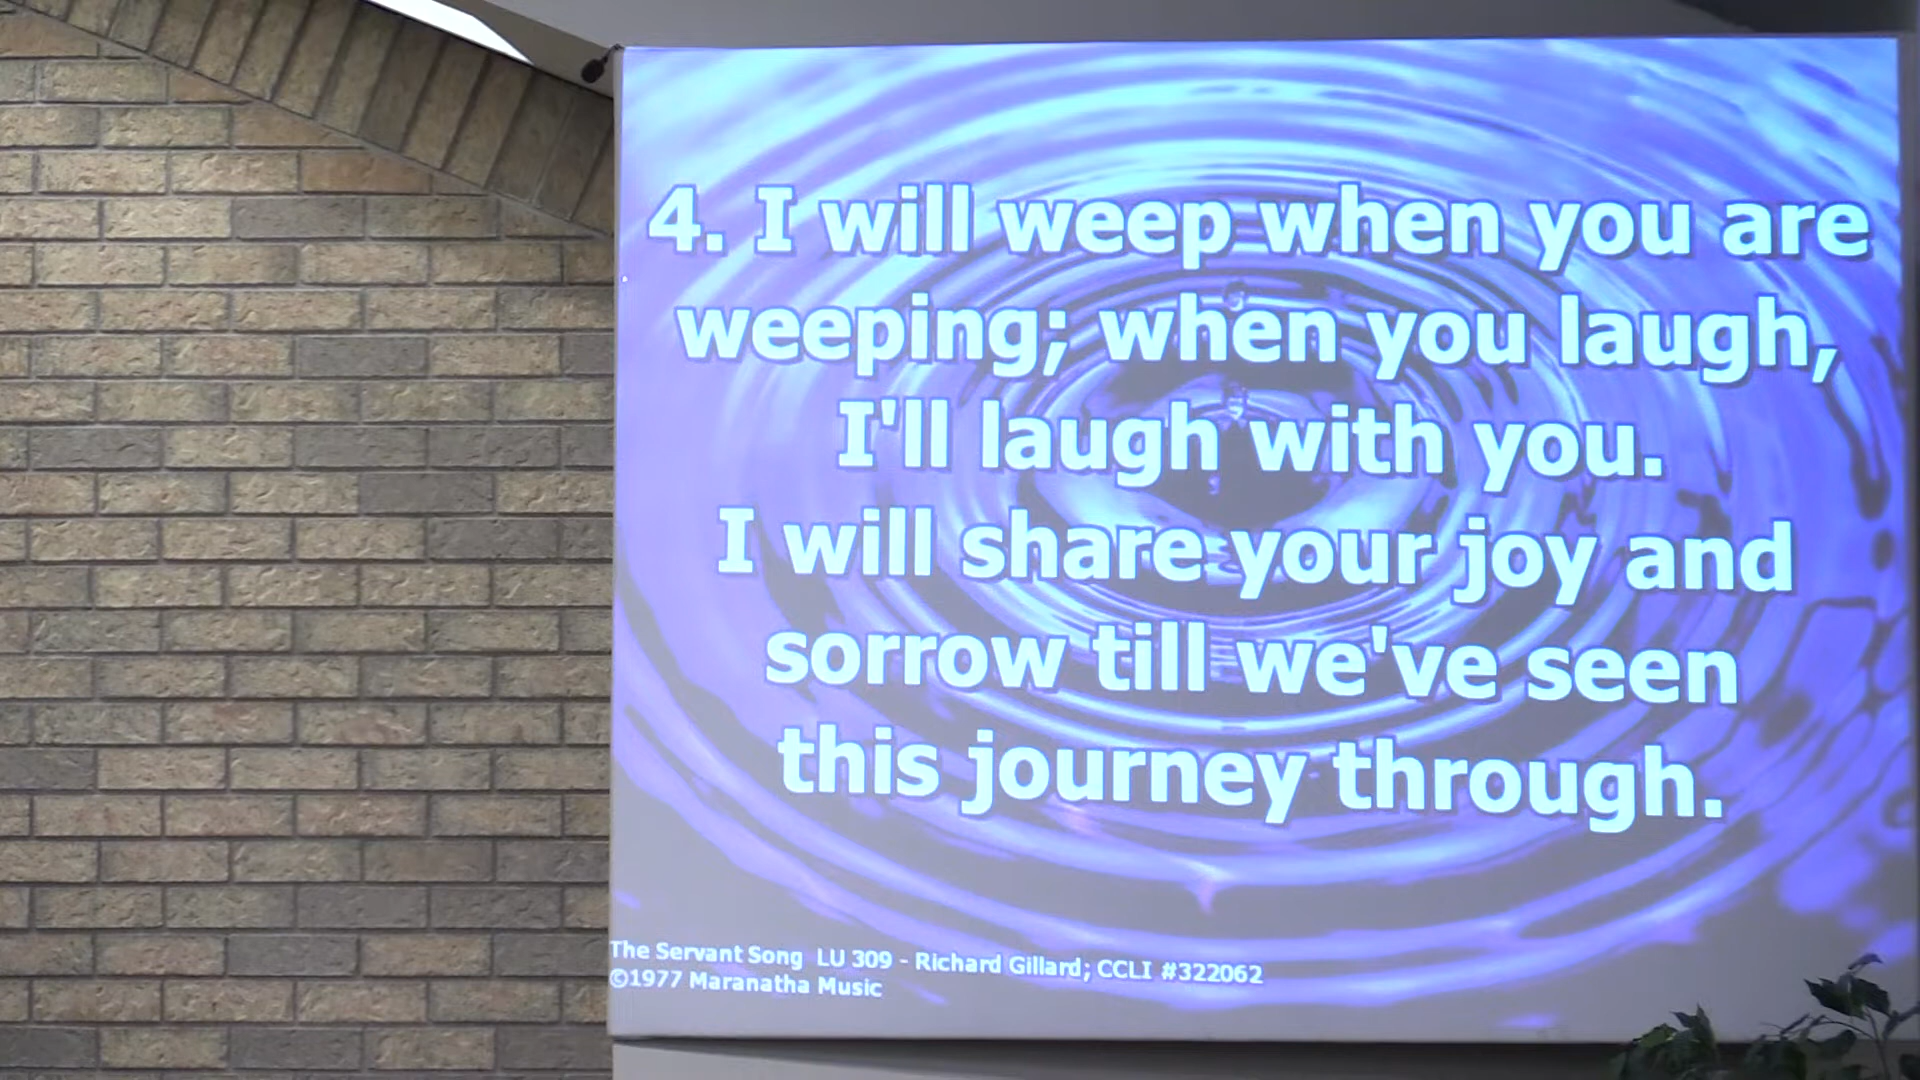 4. I will weep when you are
weeping; when you laugh,
I'll laugh with you.
I will share your joy and
sorrow till we've seen
this journey through.
The Servant Song LU 309 - Richard Gillard; CCLI #322062
©1977 Maranatha Music